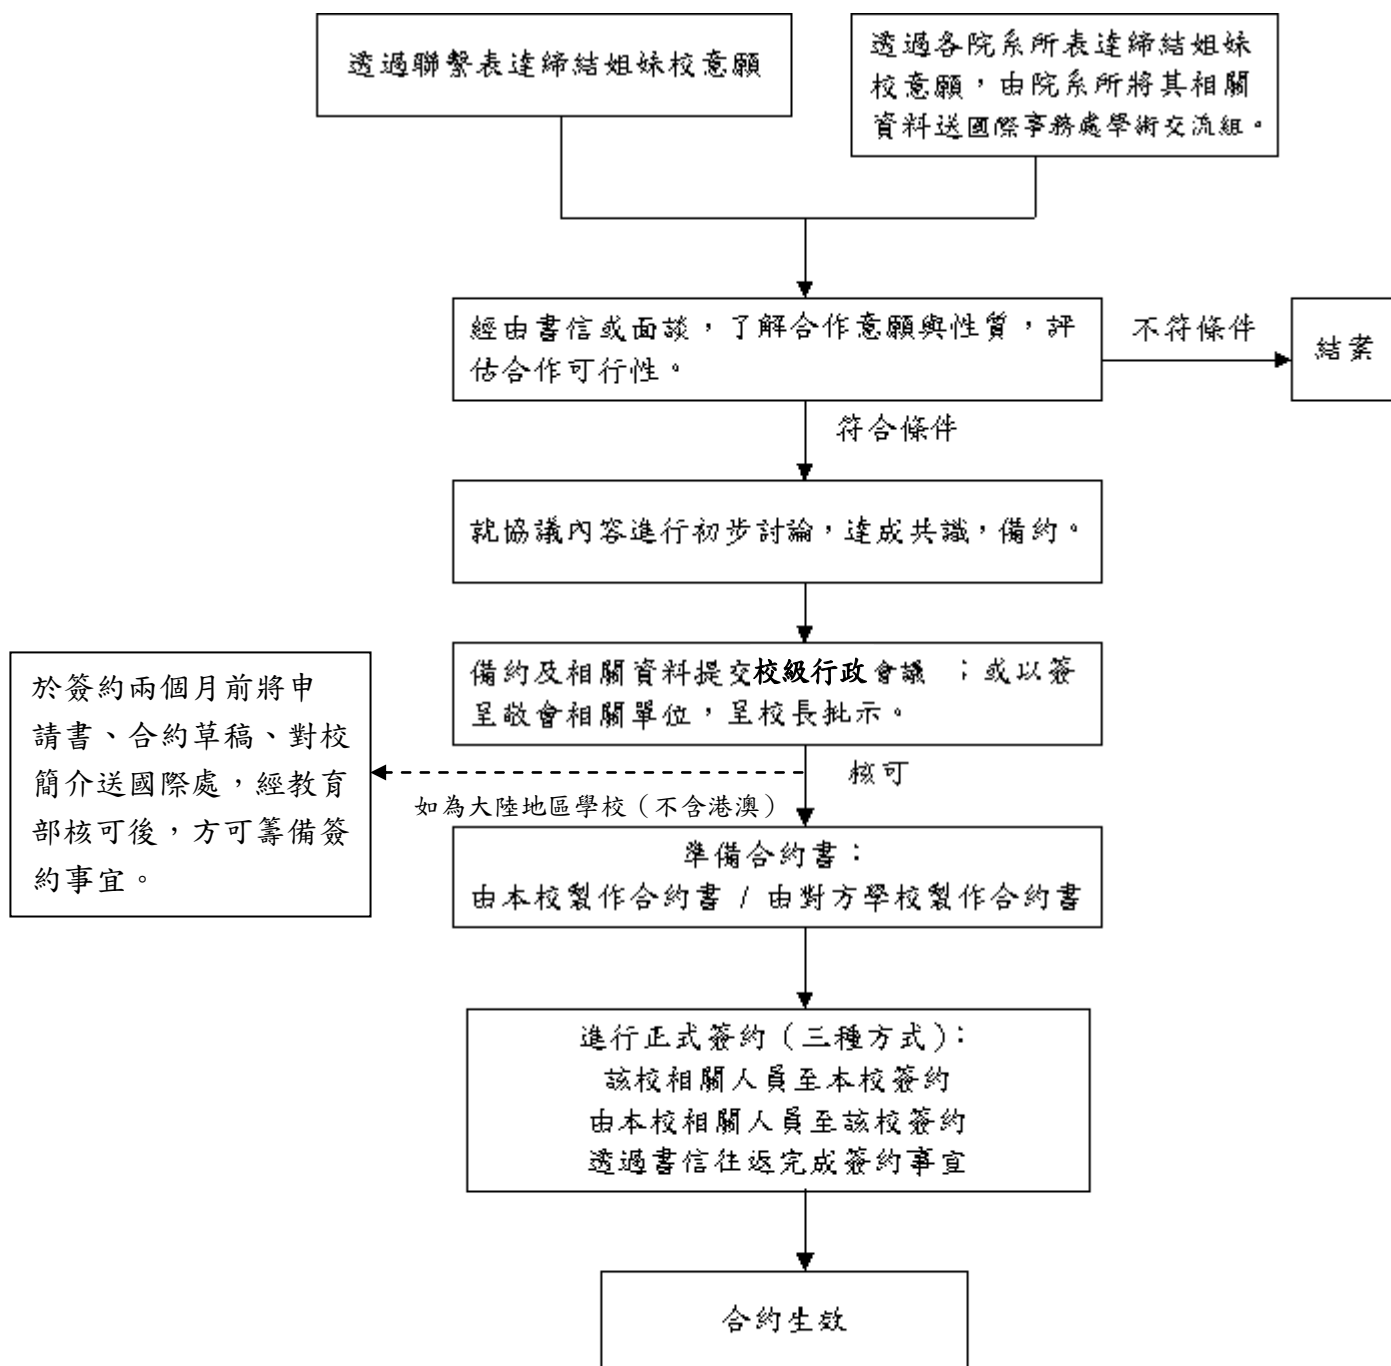 透過聯繫表達締結姐妹校意願
透過各院系所表達締結姐妹
校意願，由院系所將其相關
資料送國際事務處學術交流組。
經由書信或面談，了解合作意願與性質，評
估合作可行性。
不符條件
結案
符合條件
就協議內容進行初步討論，達成共識，備約。
備約及相關資料提交校級行政會議 ；或以簽
呈敬會相關單位，呈校長批示。
於簽約兩個月前將申
請書、合約草稿、對校
簡介送國際處，經教育
部核可後，方可籌備簽
約事宜。
核可
如為大陸地區學校（不含港澳）
準備合約書：
由本校製作合約書 / 由對方學校製作合約書
進行正式簽約（三種方式）：
該校相關人員至本校簽約
由本校相關人員至該校簽約
透過書信往返完成簽約事宜
合約生效